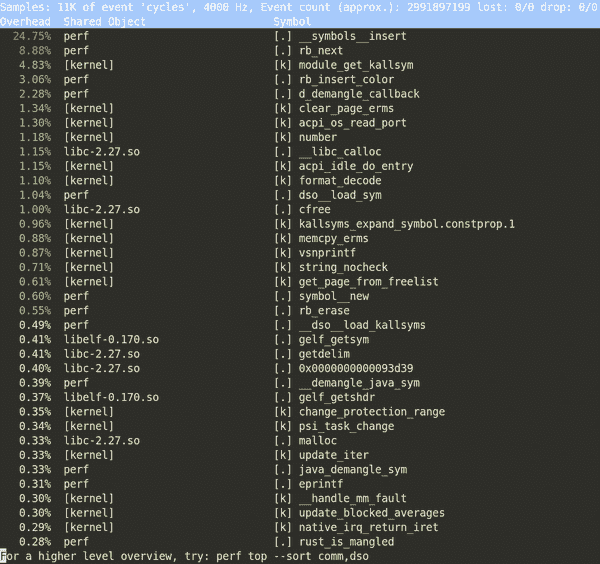 Samples: 11K of event 'cycles', 4000 Hz, Event count (approx.): 2991897199 lost: 0/0 drop: 0/0
Overhead  Shared Object  Symbol
24.75%  perf  [.] __symbols__insert
8.88%  perf  [.] rb_next
4.83%  [kernel]  [k] module_get_kallsym
3.06%  perf  [.] rb_insert_color
2.28%  perf  [.] d_demangle_callback
1.34%  [kernel]  [k] clear_page_erms
1.30%  [kernel]  [k] acpi_os_read_port
1.18%  [kernel]  [k] number
1.15%  libc-2.27.so  [.] __libc_calloc
1.15%  [kernel]  [k] acpi_idle_do_entry
1.10%  [kernel]  [k] format_decode
1.04%  perf  [.] dso__load_sym
1.00%  libc-2.27.so  [.] cfree
0.96%  [kernel]  [k] kallsyms_expand_symbol.constprop.1
0.88%  [kernel]  [k] memcpy_erms
0.87%  [kernel]  [k] vsnprintf
0.71%  [kernel]  [k] string_nocheck
0.61%  [kernel]  [k] get_page_from_freelist
0.60%  perf  [.] symbol__new
0.55%  perf  [.] rb_erase
0.49%  perf  [.] __dso__load_kallsyms
0.41%  libelf-0.170.so  [.] gelf_getsym
0.41%  libc-2.27.so  [.] getdelim
0.40%  libc-2.27.so  [.] 0x0000000000093d39
0.39%  perf  [.] __demangle_java_sym
0.37%  libelf-0.170.so  [.] gelf_getshdr
0.35%  [kernel]  [k] change_protection_range
0.34%  [kernel]  [k] psi_task_change
0.33%  libc-2.27.so  [.] malloc
0.33%  [kernel]  [k] update_iter
0.33%  perf  [.] java_demangle_sym
0.31%  perf  [.] eprintf
0.30%  [kernel]  [k] __handle_mm_fault
0.30%  [kernel]  [k] update_blocked_averages
0.29%  [kernel]  [k] native_irq_return_iret
0.28%  perf  [.] rust_is_mangled
For a higher level overview, try: perf top --sort comm,dso